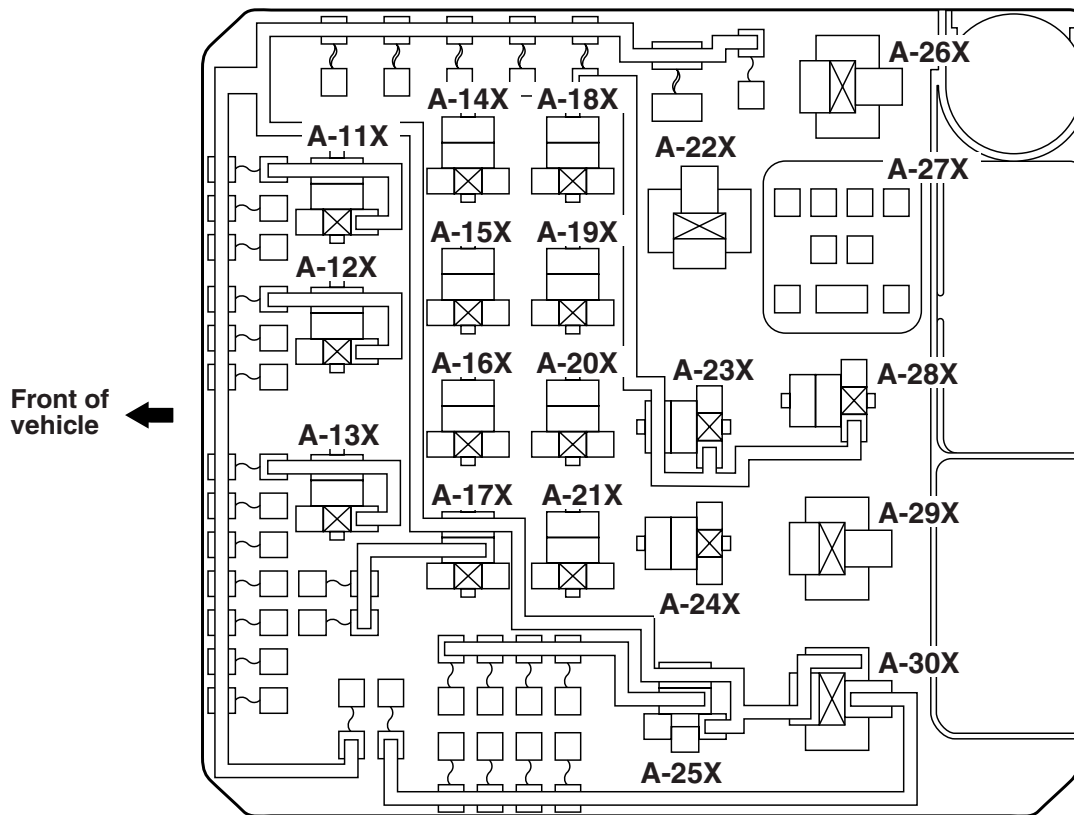 A-26X
A-14X
A-18X
A-11X
A-22X
A-27X
A-15X
A-19X
A-12X
A-16X
A-20X
A-23X
A-28X
Front of
vehicle
A-13X
A-17X
A-21X
A-29X
A-24X
A-30X
A-25X